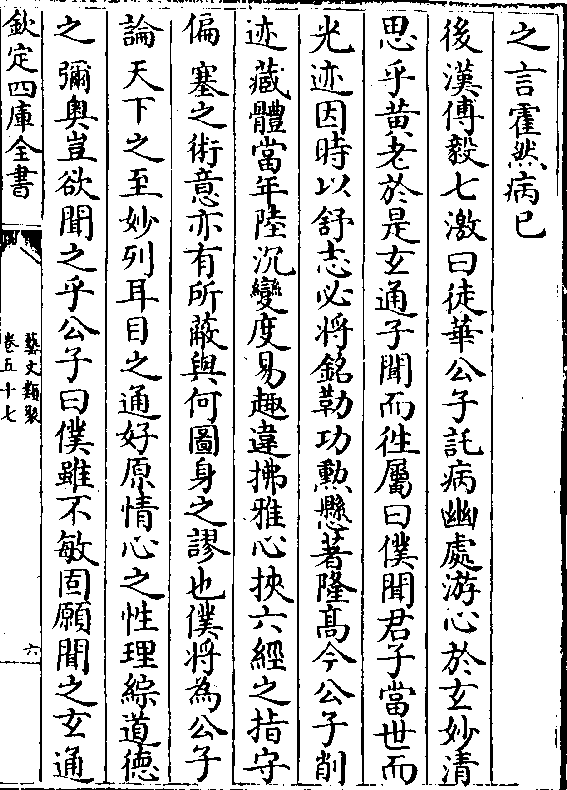 之言霍然病已
後漢傅毅七激曰徒華公子託病幽處游心於玄妙清
思乎黄老於是玄通子聞而徃屬曰僕聞君子當世而
光迹因時以舒志必将銘勒功勲懸著隆髙今公子削
迹藏體當年陸沉變度易趣違拂雅心挾六經之指守
偏塞之術意亦有所蔽與何圖身之謬也僕将為公子
論天下之至妙列耳目之通好原情心之性理綜道德
之彌奥豈欲聞之乎公子曰僕雖不敏固願聞之玄通
欽定四庫全書
藝文類聚
卷五十七
六